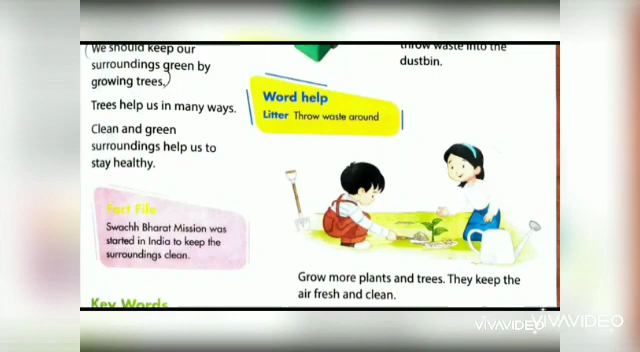 We should keep our
surroundings green by
growing trees.
Trees help us in many ways.
Clean and green
surroundings help us to
stay healthy.
Fact File
Swachh Bharat Mission was
started in India to keep the
surroundings clean.
Key Words
throw waste into the
dustbin.
Word help
Litter Throw waste around
Grow more plants and trees. They keep the
air fresh and clean.
VIVAVIDEO
VIVAVIDEO